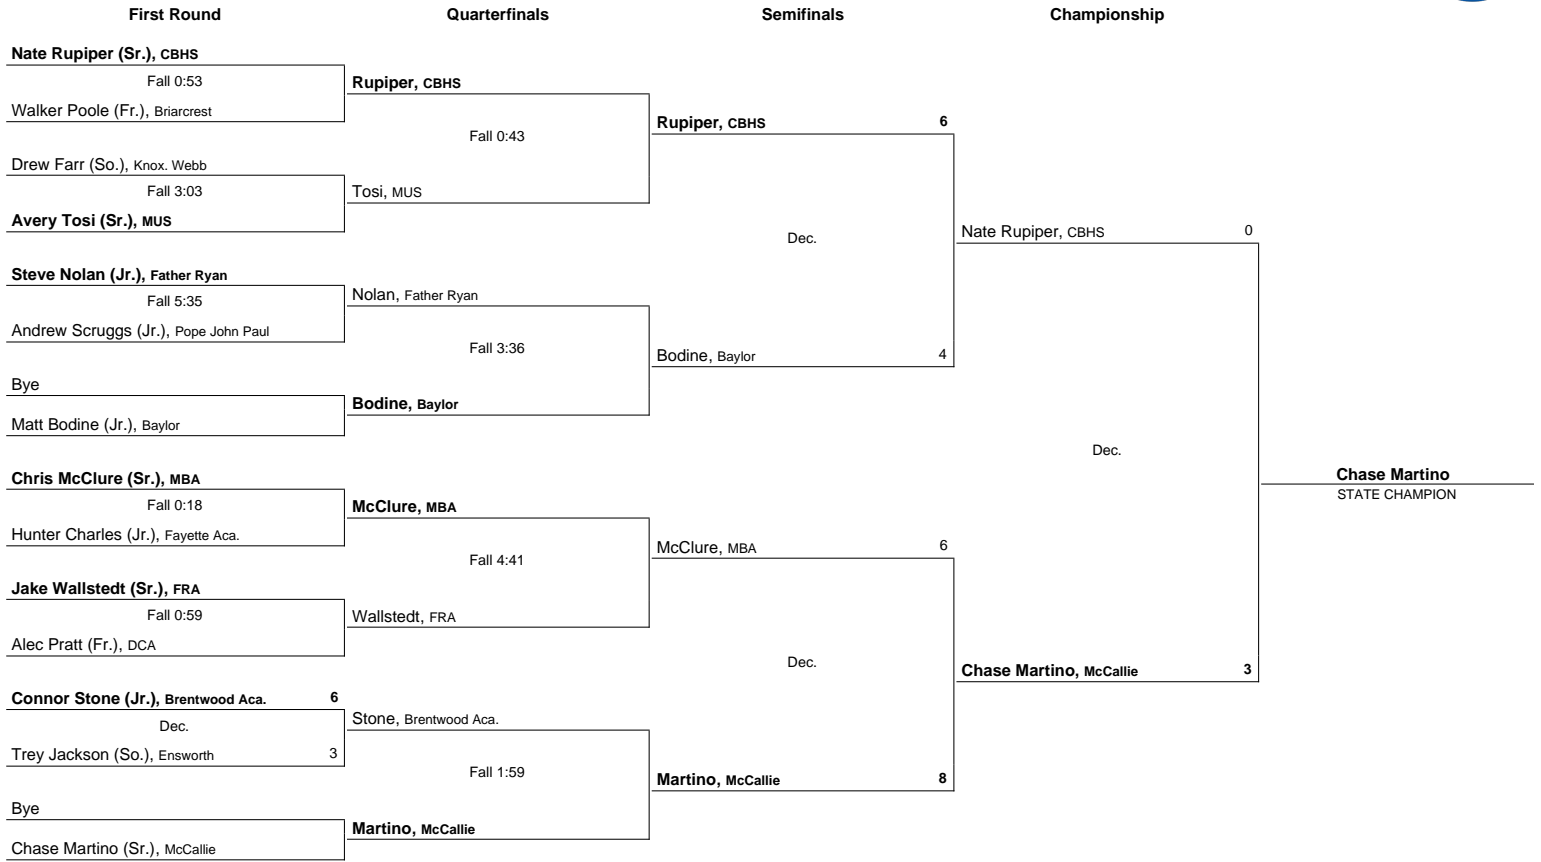 First Round
Quarterfinals
Semifinals
Championship
Nate Rupiper (Sr.), CBHS
Fall 0:53
Walker Poole (Fr.), Briarcrest
Drew Farr (So.), Knox. Webb
Fall 3:03
Avery Tosi (Sr.), MUS
Steve Nolan (Jr.), Father Ryan
Fall 5:35
Andrew Scruggs (Jr.), Pope John Paul
Bye
Matt Bodine (Jr.), Baylor
Chris McClure (Sr.), MBA
Fall 0:18
Hunter Charles (Jr.), Fayette Aca.
Jake Wallstedt (Sr.), FRA
Fall 0:59
Alec Pratt (Fr.), DCA
Connor Stone (Jr.), Brentwood Aca. 6
Dec.
Trey Jackson (So.), Ensworth 3
Bye
Chase Martino (Sr.), McCallie
Rupiper, CBHS
Fall 0:43
Tosi, MUS
Nolan, Father Ryan
Fall 3:36
Bodine, Baylor
McClure, MBA
Fall 4:41
Wallstedt, FRA
Stone, Brentwood Aca.
Fall 1:59
Martino, McCallie
Rupiper, CBHS 6
Dec.
Bodine, Baylor 4
McClure, MBA 6
Dec.
Martino, McCallie 8
Nate Rupiper, CBHS 0
Dec.
Chase Martino, McCallie 3
Chase Martino
STATE CHAMPION